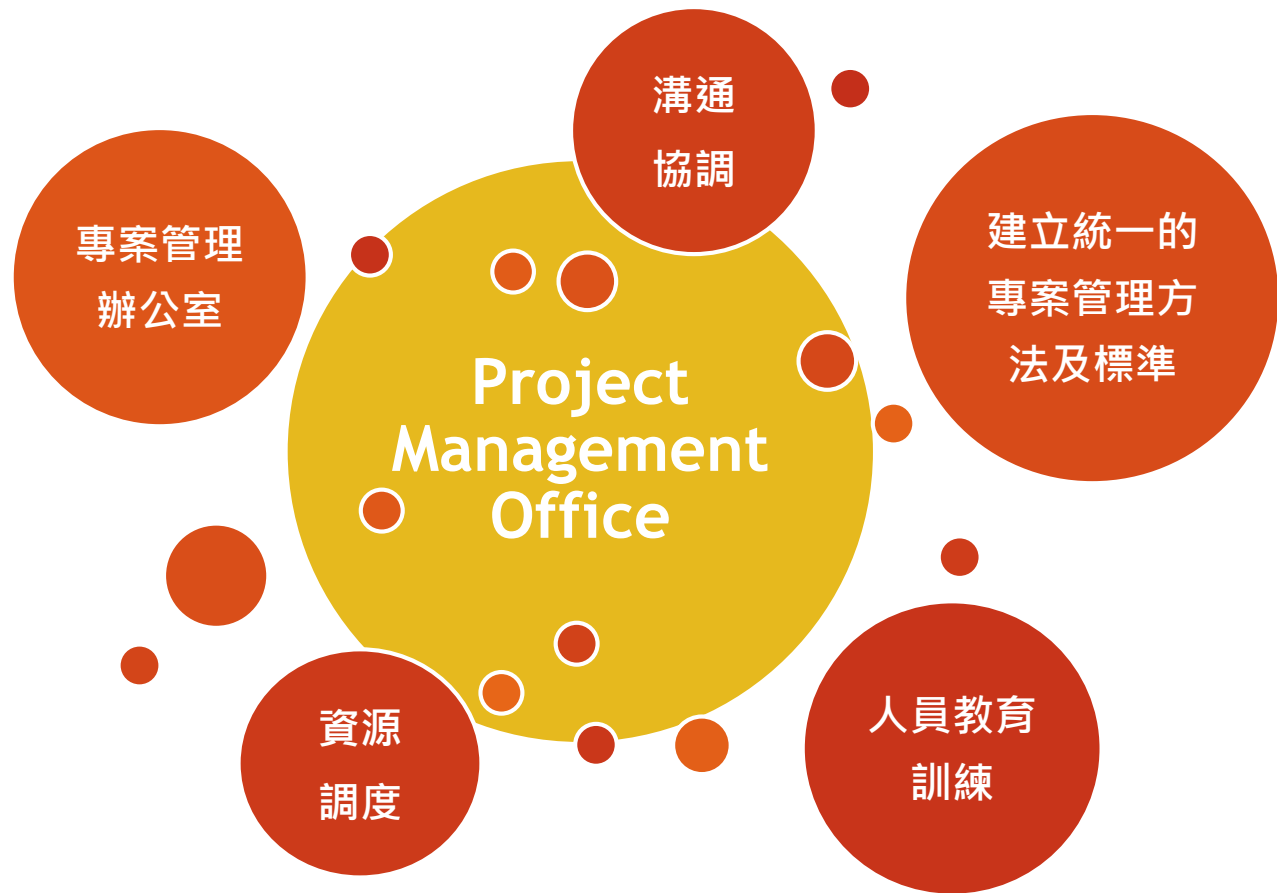 溝通
協調
專案管理
辦公室
建立統一的
專案管理方
法及標準
Project
Management
Office
資源
調度
人員教育
訓練